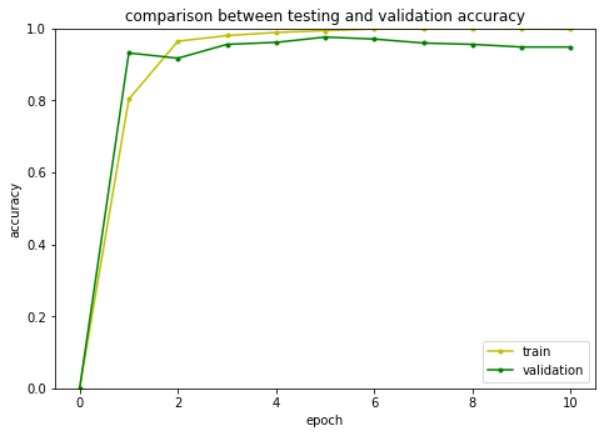 comparison between testing and validation accuracy
1.0
0.8
0.6
0.4
0.2
0.0
accuracy
train
validation
0 2 4 6 8 10
epoch